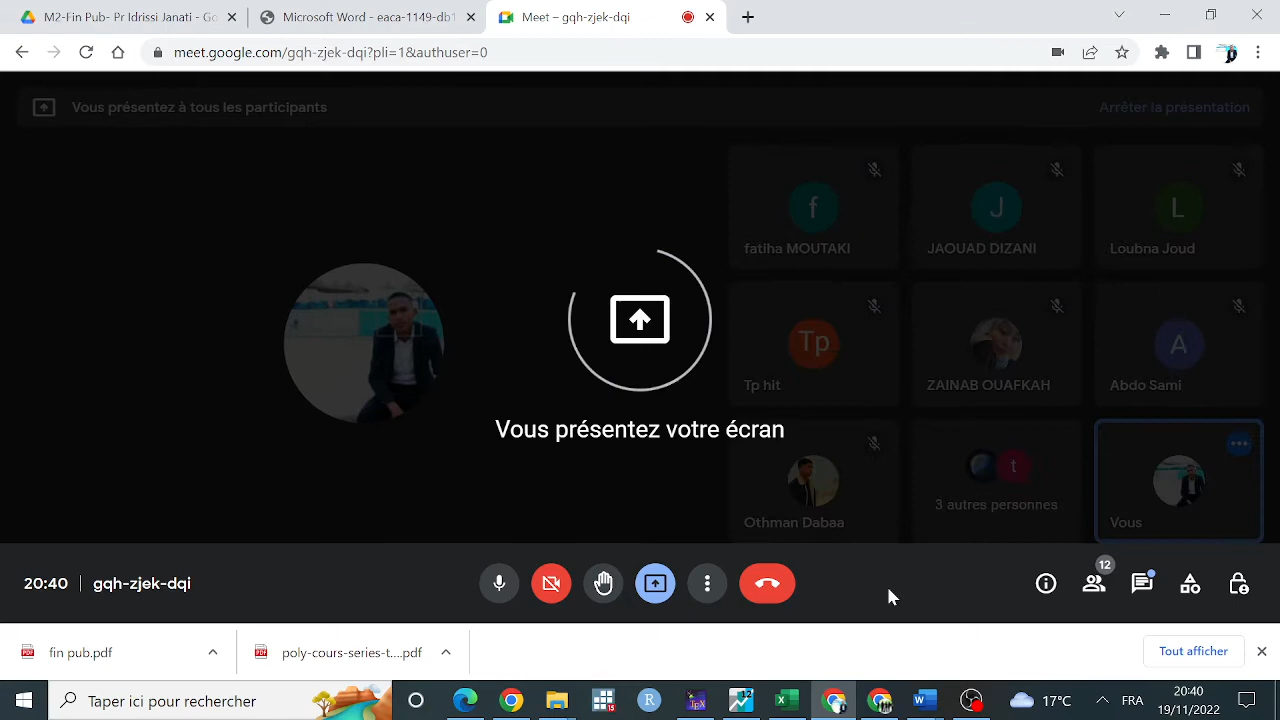 M2-Fin Pub- Pr Idrissi Janati - Go
Microsoft Word - eaca-1149-db
Meet – gqh-zjek-dqi
meet.google.com/gqh-zjek-dqi?pli=1&authuser=0
Vous présentez à tous les participants
Arrêter la présentation
f
J
L
fatiha MOUTAKI
JAOUAD DIZANI
Loubna Joud
Tp
A
Tp hit
ZAINAB OUAFKAH
Abdo Sami
Vous présentez votre écran
t
Othman Dabaa
3 autres personnes
Vous
20:40
gqh-zjek-dqi
12
fin pub.pdf
poly-cours-series-t....pdf
Tout afficher
Taper ici pour rechercher
15
R
17°C
FRA
20:40
19/11/2022